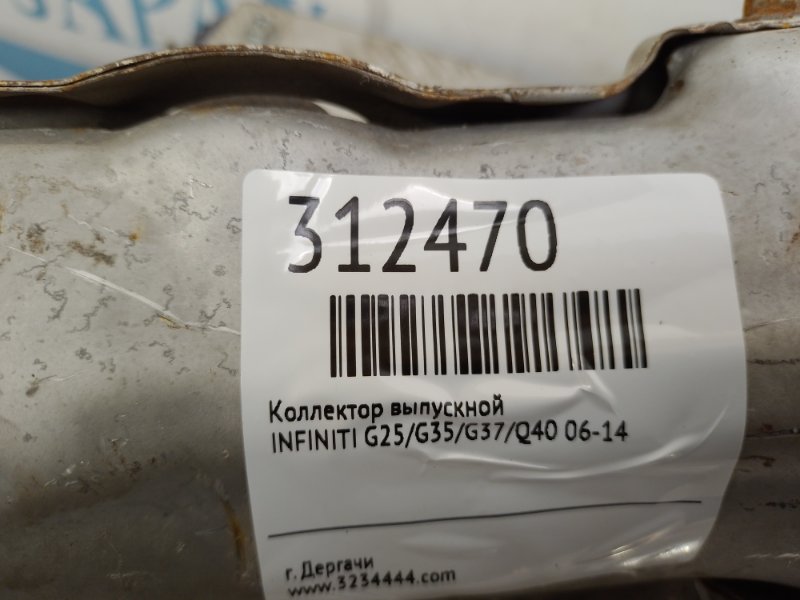 312470
Коллектор выпускной
INFINITI G25/G35/G37/Q40 06-14
г. Дергачи
www.3234444.com